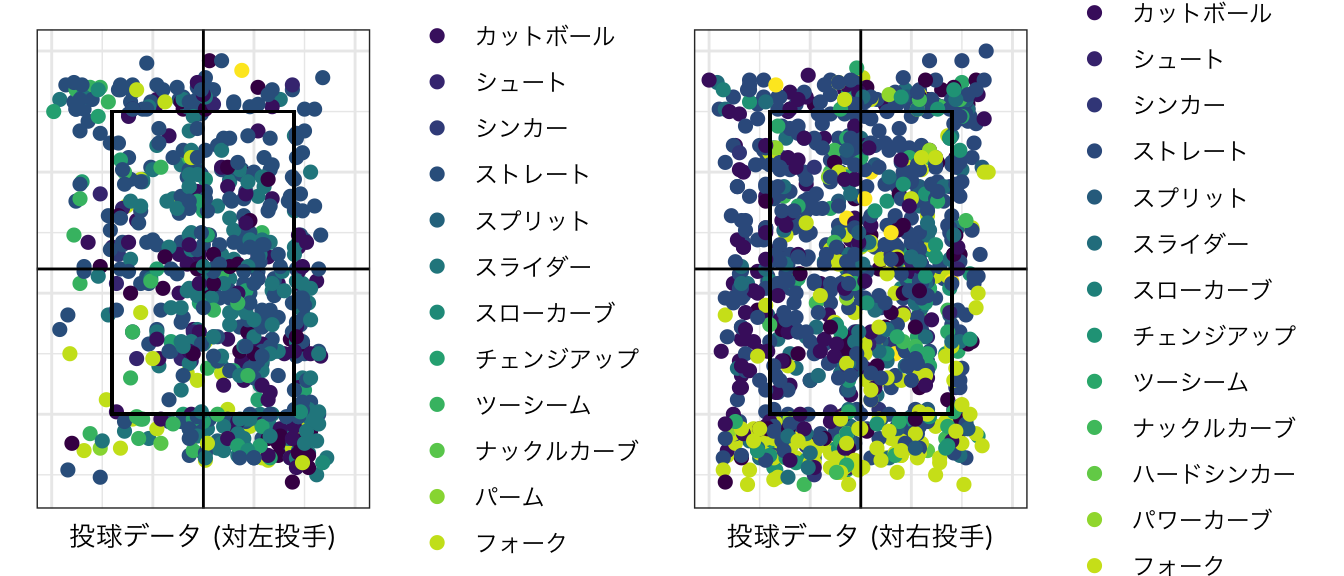 カットボール
シュート
シンカー
ストレート
スプリット
スライダー
スローカーブ
チェンジアップ
ツーシーム
ナックルカーブ
パーム
フォーク
投球データ (対左投手)
カットボール
シュート
シンカー
ストレート
スプリット
スライダー
スローカーブ
チェンジアップ
ツーシーム
ナックルカーブ
ハードシンカー
パワーカーブ
フォーク
投球データ (対右投手)